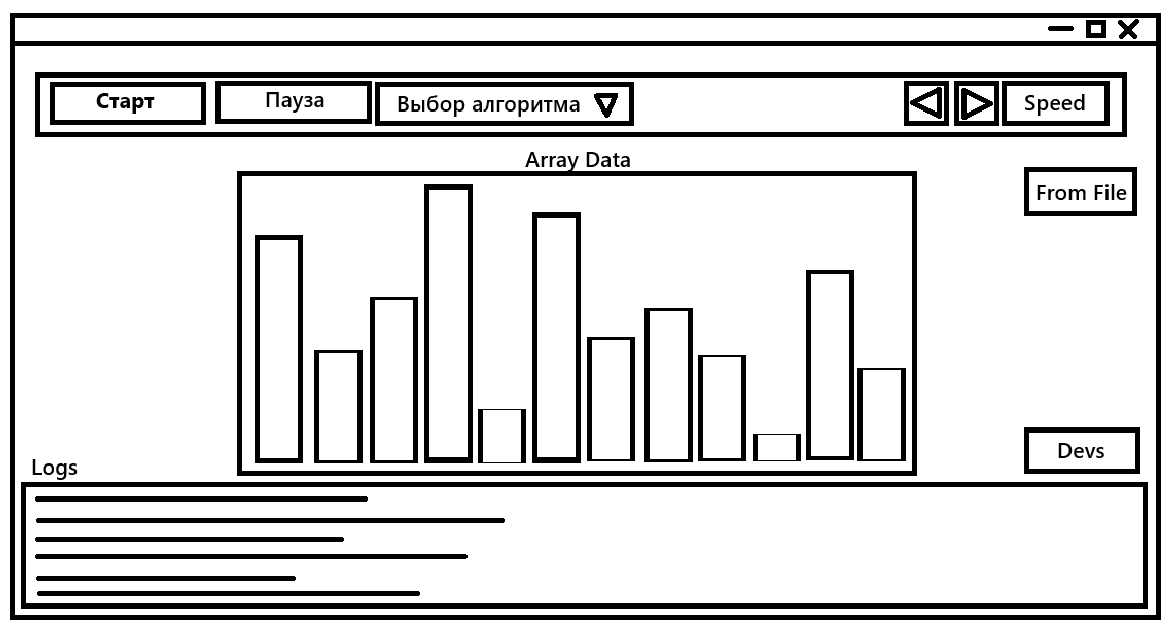 Старт
Пауза
Выбор алгоритма
Speed
Array Data
From File
Devs
Logs